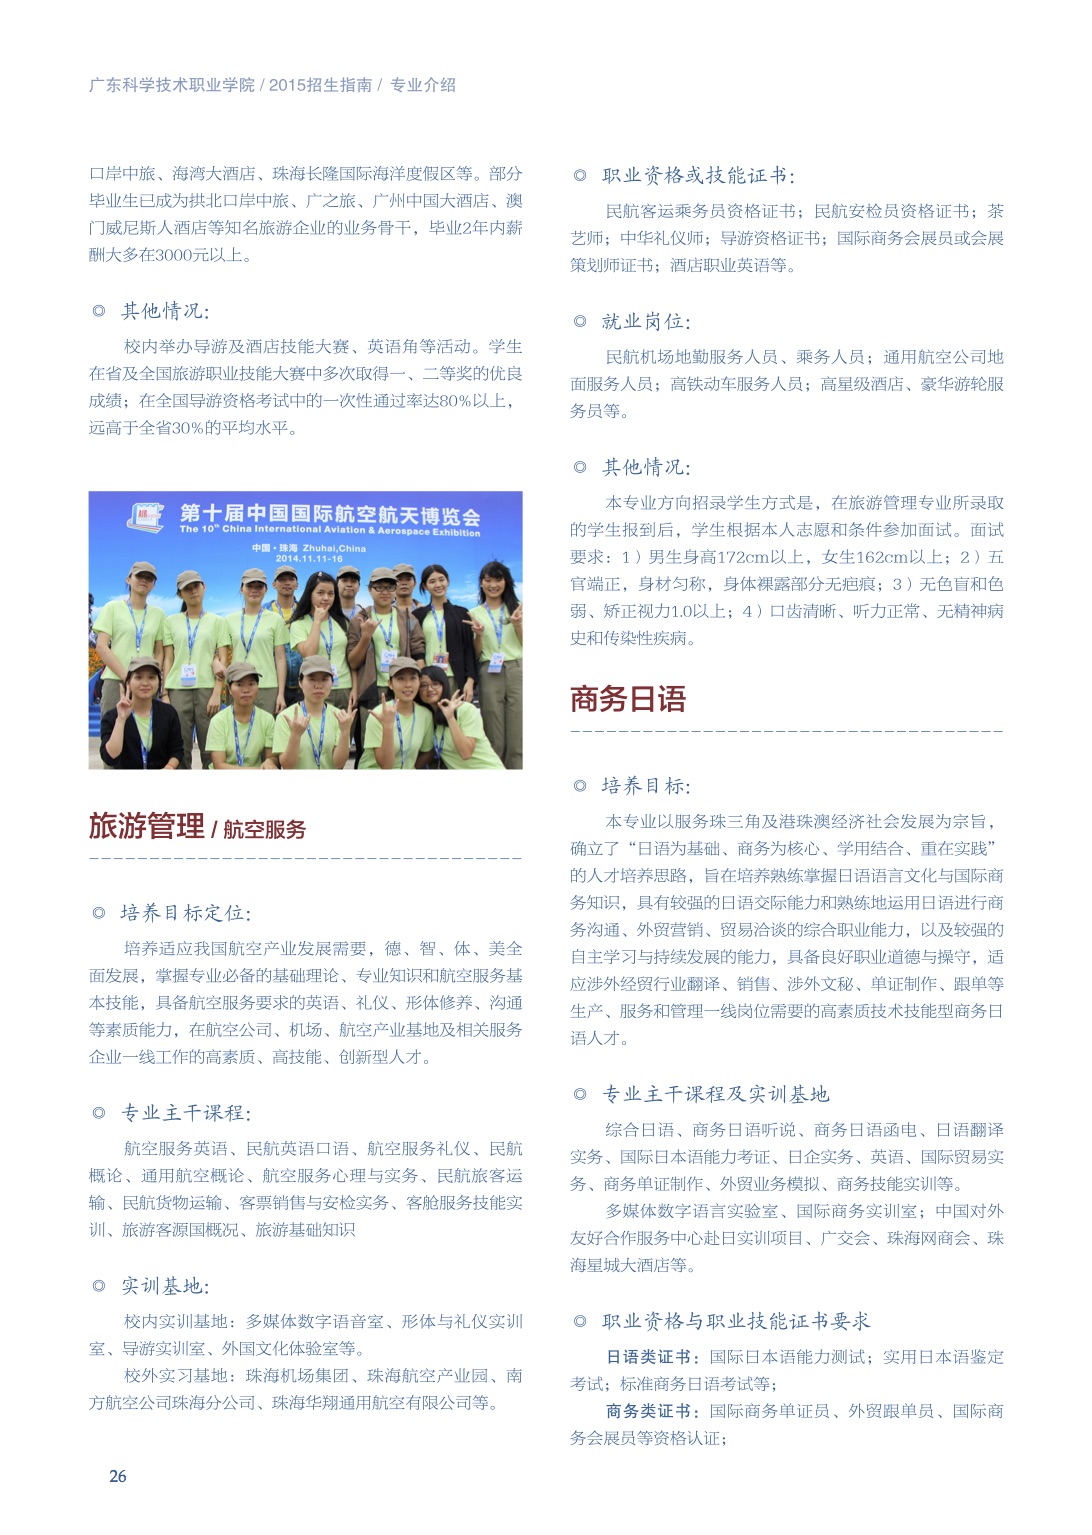 广东科学技术职业学院 / 2015招生指南 / 专业介绍
口岸中旅、海湾大酒店、珠海长隆国际海洋度假区等。部分
毕业生已成为拱北口岸中旅、广之旅、广州中国大酒店、澳
门威尼斯人酒店等知名旅游企业的业务骨干，毕业2年内薪
酬大多在3000元以上。
◎ 其他情况：
校内举办导游及酒店技能大赛、英语角等活动。学生
在省及全国旅游职业技能大赛中多次取得一、二等奖的优良
成绩；在全国导游资格考试中的一次性通过率达80%以上，
远高于全省30%的平均水平。
第十届中国国际航空航天博览会
The 10th China International Aviation & Aerospace Exhibition
中国·珠海 Zhuhai,China
2014.11.11-16
旅游管理 / 航空服务
◎ 培养目标定位：
培养适应我国航空产业发展需要，德、智、体、美全
面发展，掌握专业必备的基础理论、专业知识和航空服务基
本技能，具备航空服务要求的英语、礼仪、形体修养、沟通
等素质能力，在航空公司、机场、航空产业基地及相关服务
企业一线工作的高素质、高技能、创新型人才。
◎ 专业主干课程：
航空服务英语、民航英语口语、航空服务礼仪、民航
概论、通用航空概论、航空服务心理与实务、民航旅客运
输、民航货物运输、客票销售与安检实务、客舱服务技能实
训、旅游客源国概况、旅游基础知识
◎ 实训基地：
校内实训基地：多媒体数字语音室、形体与礼仪实训
室、导游实训室、外国文化体验室等。
校外实习基地：珠海机场集团、珠海航空产业园、南
方航空公司珠海分公司、珠海华翔通用航空有限公司等。
◎ 职业资格或技能证书：
民航客运乘务员资格证书；民航安检员资格证书；茶
艺师；中华礼仪师；导游资格证书；国际商务会展员或会展
策划师证书；酒店职业英语等。
◎ 就业岗位：
民航机场地勤服务人员、乘务人员；通用航空公司地
面服务人员；高铁动车服务人员；高星级酒店、豪华游轮服
务员等。
◎ 其他情况：
本专业方向招录学生方式是，在旅游管理专业所录取
的学生报到后，学生根据本人志愿和条件参加面试。面试
要求：1）男生身高172cm以上，女生162cm以上；2）五
官端正，身材匀称，身体裸露部分无疤痕；3）无色盲和色
弱、矫正视力1.0以上；4）口齿清晰、听力正常、无精神病
史和传染性疾病。
商务日语
◎ 培养目标：
本专业以服务珠三角及港珠澳经济社会发展为宗旨，
确立了“日语为基础、商务为核心、学用结合、重在实践”
的人才培养思路，旨在培养熟练掌握日语语言文化与国际商
务知识，具有较强的日语交际能力和熟练地运用日语进行商
务沟通、外贸营销、贸易洽谈的综合职业能力，以及较强的
自主学习与持续发展的能力，具备良好职业道德与操守，适
应涉外经贸行业翻译、销售、涉外文秘、单证制作、跟单等
生产、服务和管理一线岗位需要的高素质技术技能型商务日
语人才。
◎ 专业主干课程及实训基地
综合日语、商务日语听说、商务日语函电、日语翻译
实务、国际日本语能力考证、日企实务、英语、国际贸易实
务、商务单证制作、外贸业务模拟、商务技能实训等。
多媒体数字语言实验室、国际商务实训室；中国对外
友好合作服务中心赴日实训项目、广交会、珠海网商会、珠
海星城大酒店等。
◎ 职业资格与职业技能证书要求
日语类证书：国际日本语能力测试；实用日本语鉴定
考试；标准商务日语考试等；
商务类证书：国际商务单证员、外贸跟单员、国际商
务会展员等资格认证；
26